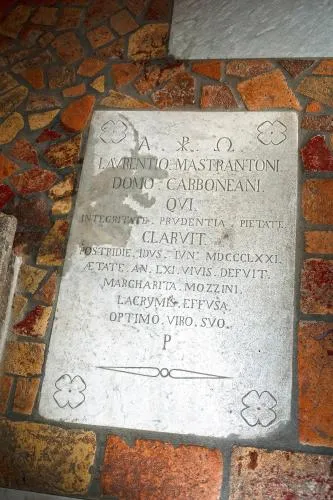 A ☧ Ω
LAVRENTIO · MASTRANTONI
DOMO · CARBONEANI ·
QVI ·
INTEGRITATE · PRVDENTIA · PIETATE ·
CLARVIT ·
POSTRIDIE · IDVS · IVN · MDCCCLXXI ·
ÆTATE · AN · LXI · VIVIS · DEFVIT ·
MARGHARITA · MOZZINI ·
LACRYMIS · EFFVSA ·
OPTIMO · VIRO · SVO ·
P